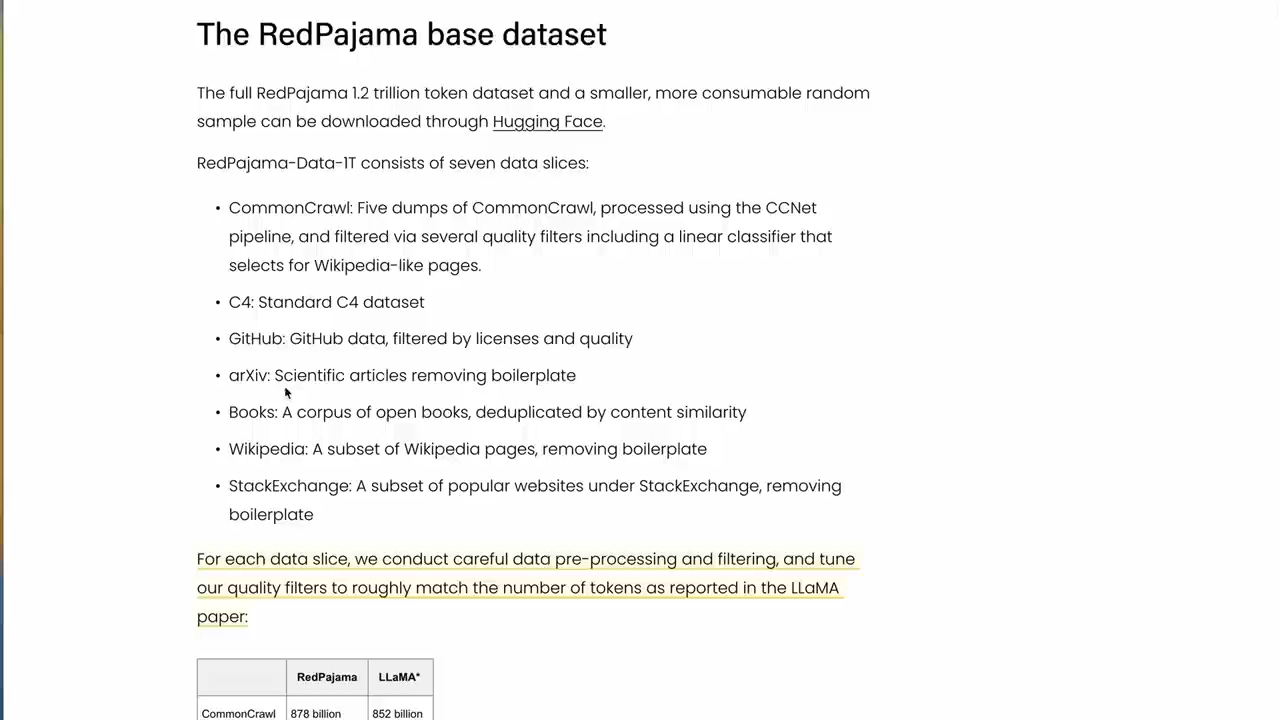 The RedPajama base dataset
The full RedPajama 1.2 trillion token dataset and a smaller, more consumable random
sample can be downloaded through Hugging Face.
RedPajama-Data-1T consists of seven data slices:
• CommonCrawl: Five dumps of CommonCrawl, processed using the CCNet
pipeline, and filtered via several quality filters including a linear classifier that
selects for Wikipedia-like pages.
• C4: Standard C4 dataset
• GitHub: GitHub data, filtered by licenses and quality
• arXiv: Scientific articles removing boilerplate
• Books: A corpus of open books, deduplicated by content similarity
• Wikipedia: A subset of Wikipedia pages, removing boilerplate
• StackExchange: A subset of popular websites under StackExchange, removing
boilerplate
For each data slice, we conduct careful data pre-processing and filtering, and tune
our quality filters to roughly match the number of tokens as reported in the LLaMA
paper:
RedPajama LLaMA*
CommonCrawl 878 billion 852 billion